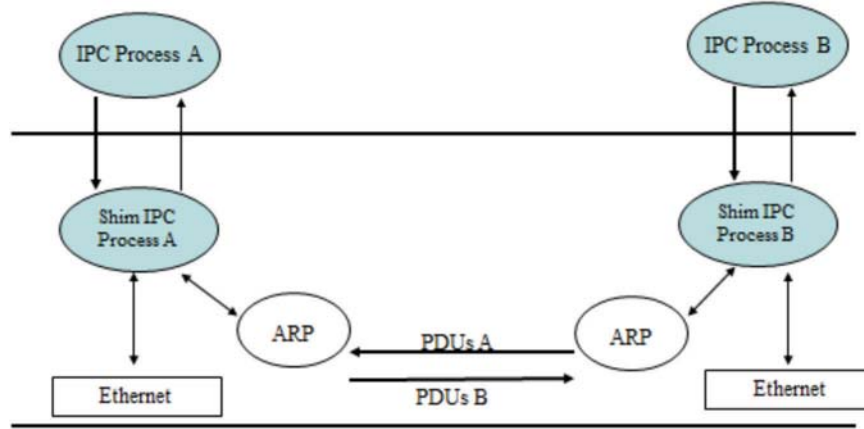 IPC Process A
IPC Process B
Shim IPC
Process A
Shim IPC
Process B
ARP
PDUs A
ARP
Ethernet
PDUs B
Ethernet